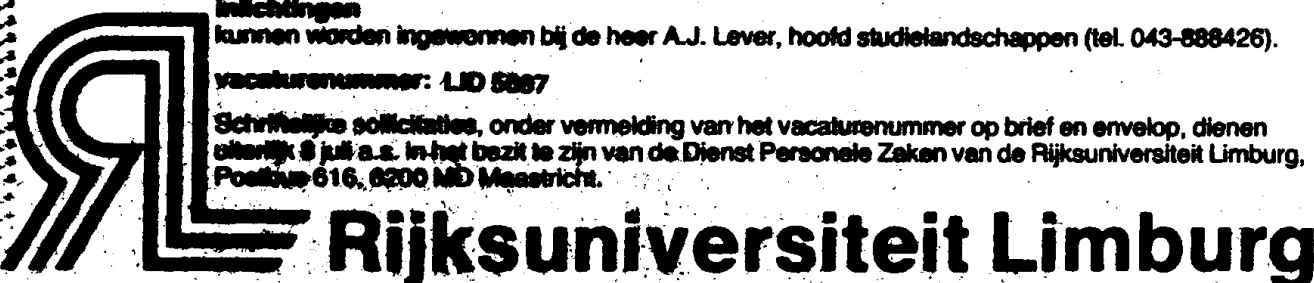 inlichtingen
kunnen worden ingewonnen bij de heer A.J. Lever, hoofd studielandschappen (tel. 043-888426).
vacaturenummer:
Schriftelijke sollicitaties, onder vermelding van het vacaturenummer op brief en envelop, dienen
uiterlijk 8 juli a.s. in het bezit te zijn van de Dienst Personele Zaken van de Rijksuniversiteit Limburg,
Postbus 616, 6200 MD Maastricht.
RL
Rijksuniversiteit Limburg